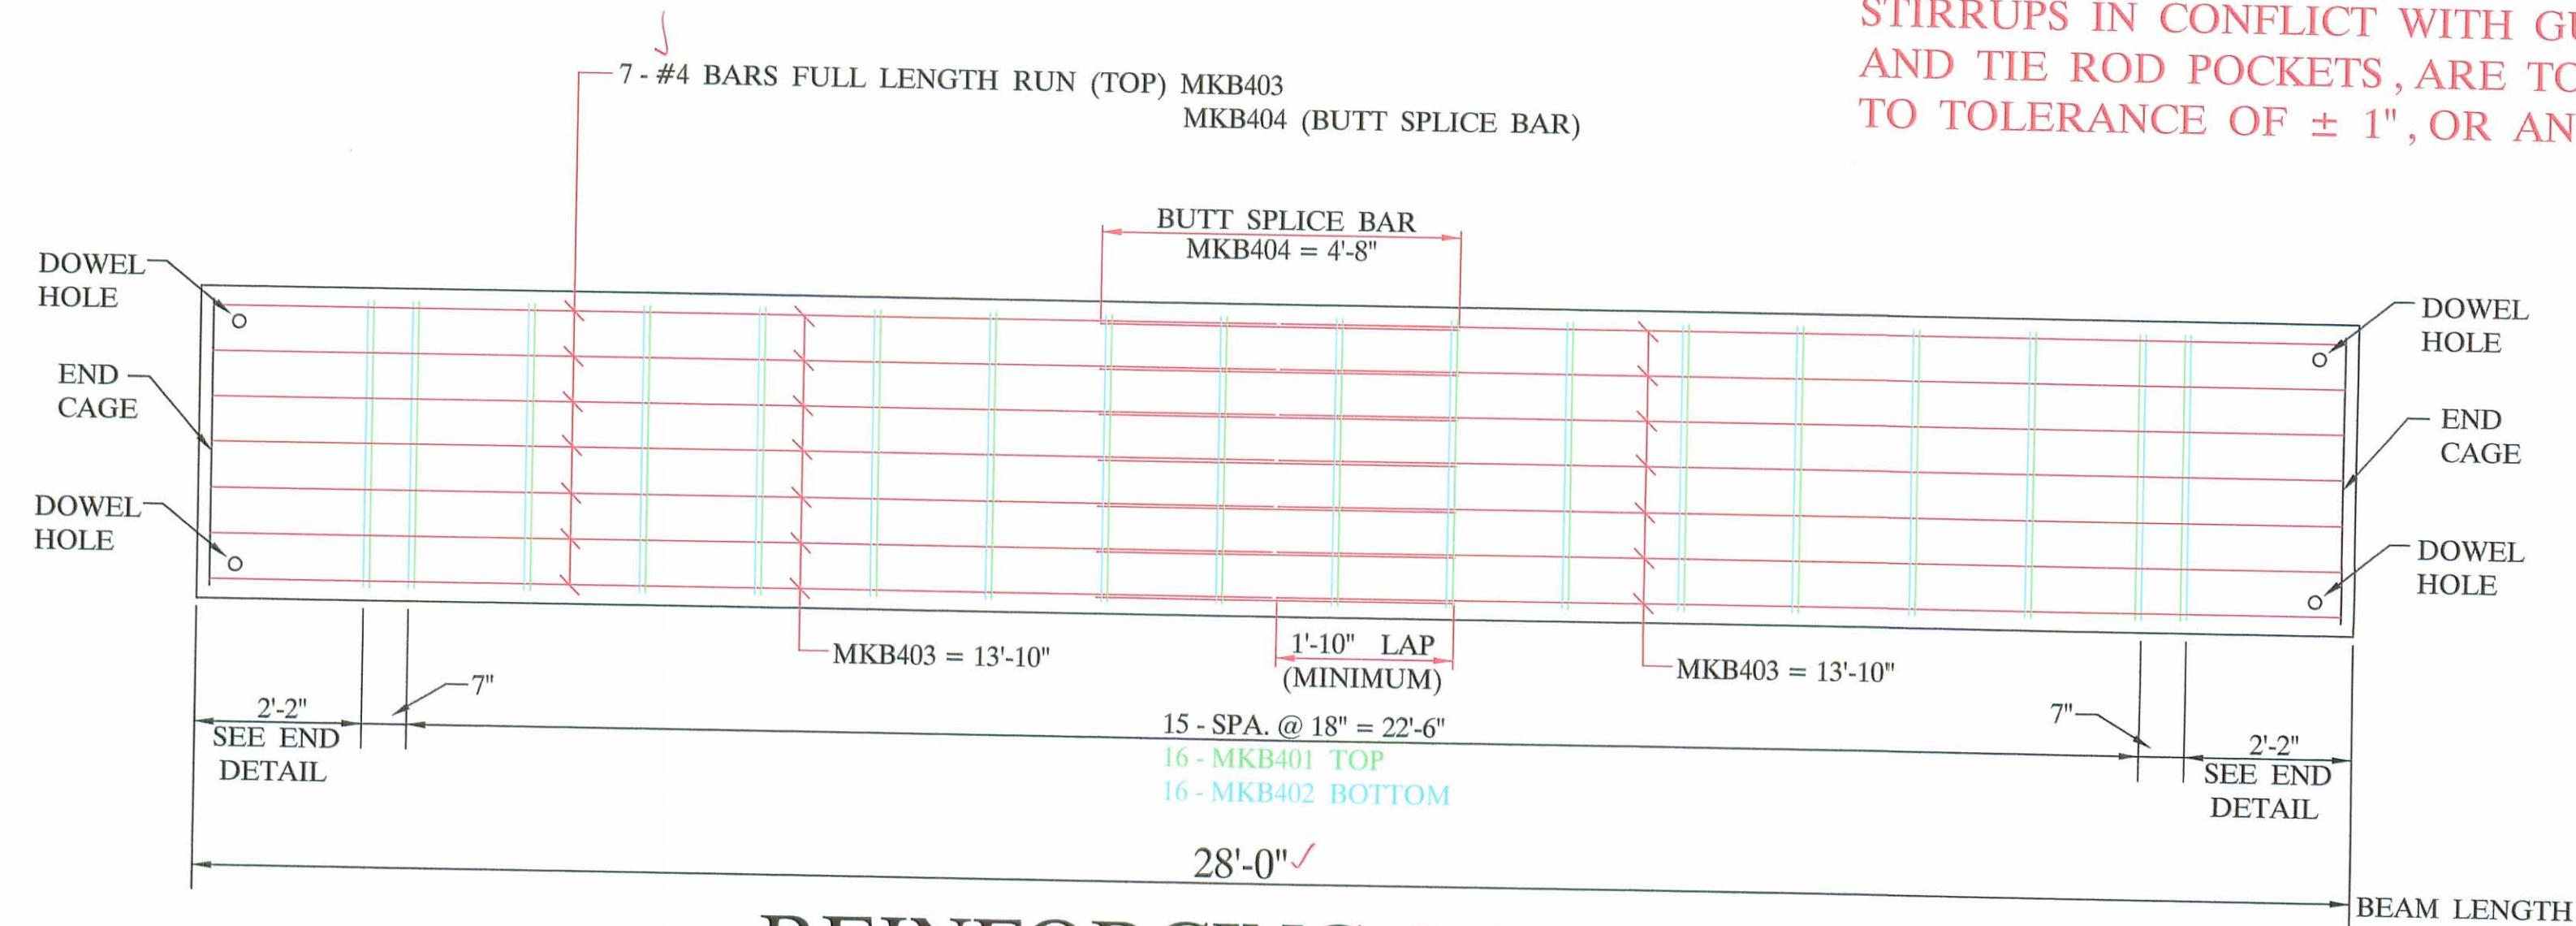 STIRRUPS IN CONFLICT WITH
AND TIE ROD POCKETS, ARE
TO TOLERANCE OF ± 1", OR
7 - #4 BARS FULL LENGTH RUN (TOP) MKB403
MKB404 (BUTT SPLICE BAR)
BUTT SPLICE BAR
MKB404 = 4'-8"
DOWEL
HOLE
DOWEL
HOLE
END
CAGE
END
CAGE
DOWEL
HOLE
DOWEL
HOLE
MKB403 = 13'-10"
1'-10" LAP
(MINIMUM)
MKB403 = 13'-10"
7"
7"
2'-2"
SEE END
DETAIL
15 - SPA. @ 18" = 22'-6"
16 - MKB401 TOP
16 - MKB402 BOTTOM
2'-2"
SEE END
DETAIL
28'-0"
BEAM LENGTH